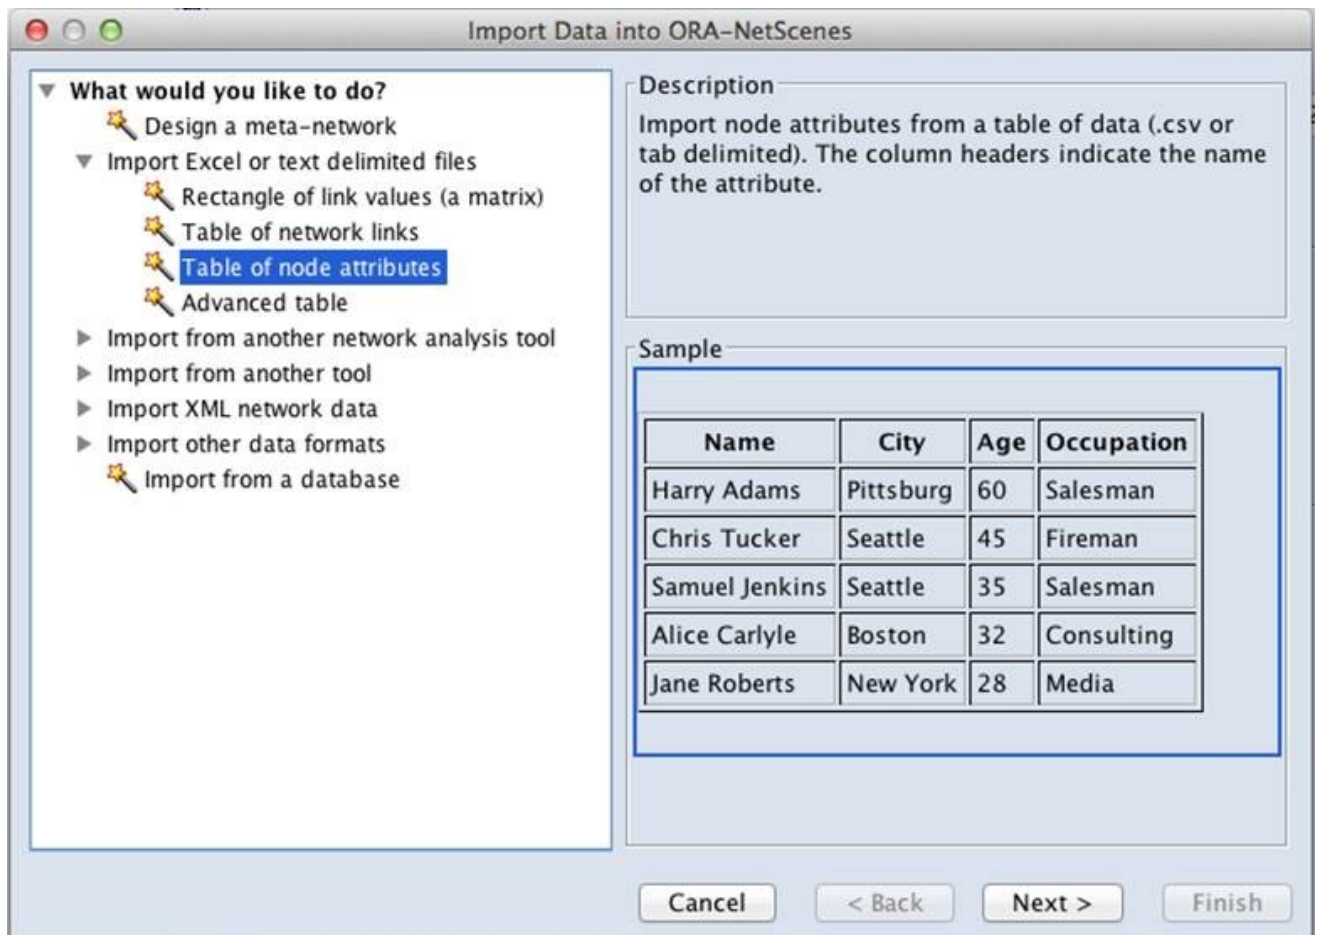 Import Data into ORA-NetScenes
What would you like to do?
Design a meta-network
Import Excel or text delimited files
Rectangle of link values (a matrix)
Table of network links
Table of node attributes
Advanced table
Import from another network analysis tool
Import from another tool
Import XML network data
Import other data formats
Import from a database
Description
Import node attributes from a table of data (.csv or
tab delimited). The column headers indicate the name
of the attribute.
Sample
Name City Age Occupation
Harry Adams Pittsburg 60 Salesman
Chris Tucker Seattle 45 Fireman
Samuel Jenkins Seattle 35 Salesman
Alice Carlyle Boston 32 Consulting
Jane Roberts New York 28 Media
Cancel < Back Next > Finish